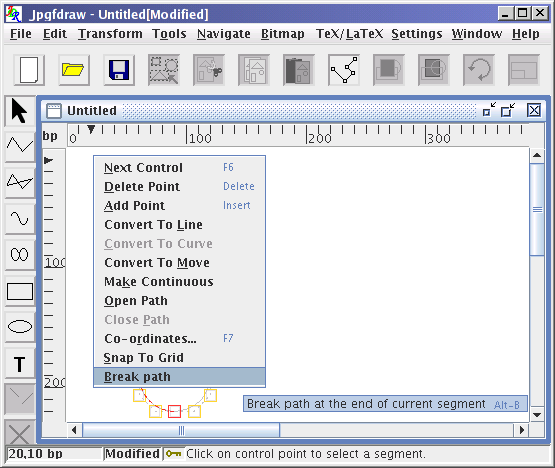 Jpgfdraw - Untitled[Modified]
File Edit Transform Tools Navigate Bitmap TeX/LaTeX Settings Window Help
Untitled
bp 0 100 200 300
Next Control F6
Delete Point Delete
Add Point Insert
Convert To Line
Convert To Curve
Convert To Move
100
Make Continuous
Open Path
Close Path
Co-ordinates... F7
Snap To Grid
T
Break path
200
Break path at the end of current segment Alt-B
20,10 bp Modified Click on control point to select a segment.